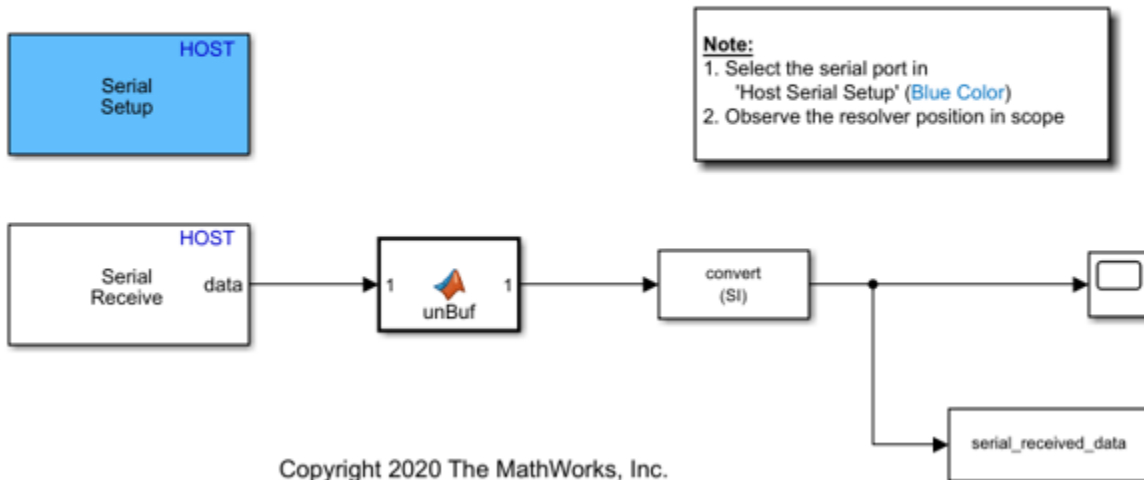 HOST
Serial
Setup
Note:
1. Select the serial port in
'Host Serial Setup' (Blue Color)
2. Observe the resolver position in scope
HOST
Serial
Receive
data
1
1
unBuf
convert
(SI)
serial_received_data
Copyright 2020 The MathWorks, Inc.